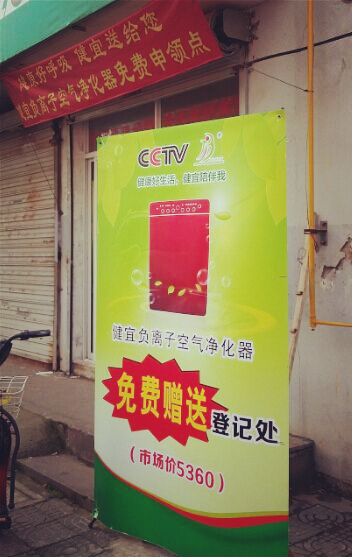 健康好呼吸 健宜送给您
健宜负离子空气净化器免费申领点
CCTV
健康好生活，健宜陪伴我
健宜负离子空气净化器
免费赠送登记处
（市场价5360）